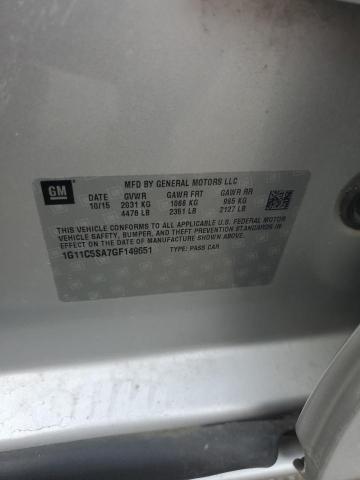 GM
MFD BY GENERAL MOTORS LLC
DATE GVWR GAWR FRT GAWR RR
10/15 2031 KG 1066 KG 965 KG
4478 LB 2351 LB 2127 LB
THIS VEHICLE CONFORMS TO ALL APPLICABLE U.S. FEDERAL MOTOR
VEHICLE SAFETY, BUMPER, AND THEFT PREVENTION STANDARDS IN
EFFECT ON THE DATE OF MANUFACTURE SHOWN ABOVE.
1G11C5SA7GF149651 TYPE: PASS CAR